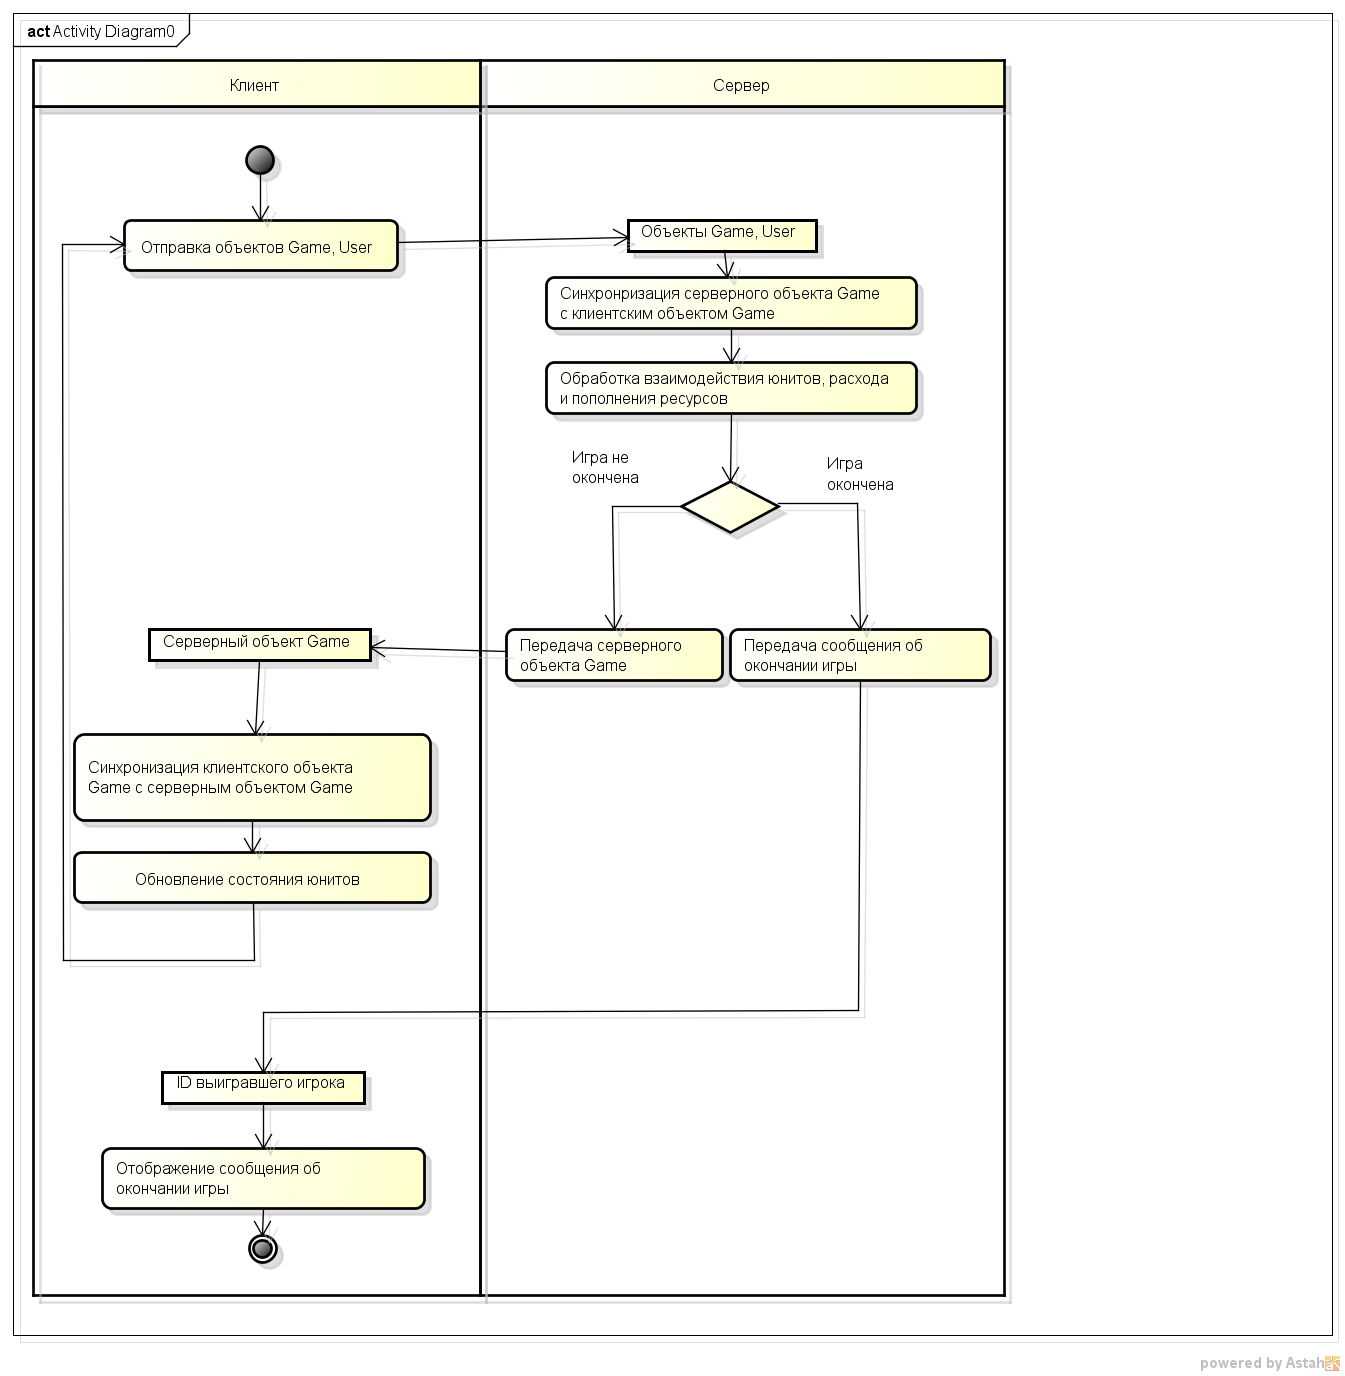 act Activity Diagram0
Клиент
Сервер
Отправка объектов Game, User
Объекты Game, User
Синхронризация серверного объекта Game
с клиентским объектом Game
Обработка взаимодействия юнитов, расхода
и пополнения ресурсов
Игра не
окончена
Игра
окончена
Серверный объект Game
Передача серверного
объекта Game
Передача сообщения об
окончании игры
Синхронизация клиентского объекта
Game с серверным объектом Game
Обновление состояния юнитов
ID выигравшего игрока
Отображение сообщения об
окончании игры
powered by Astah